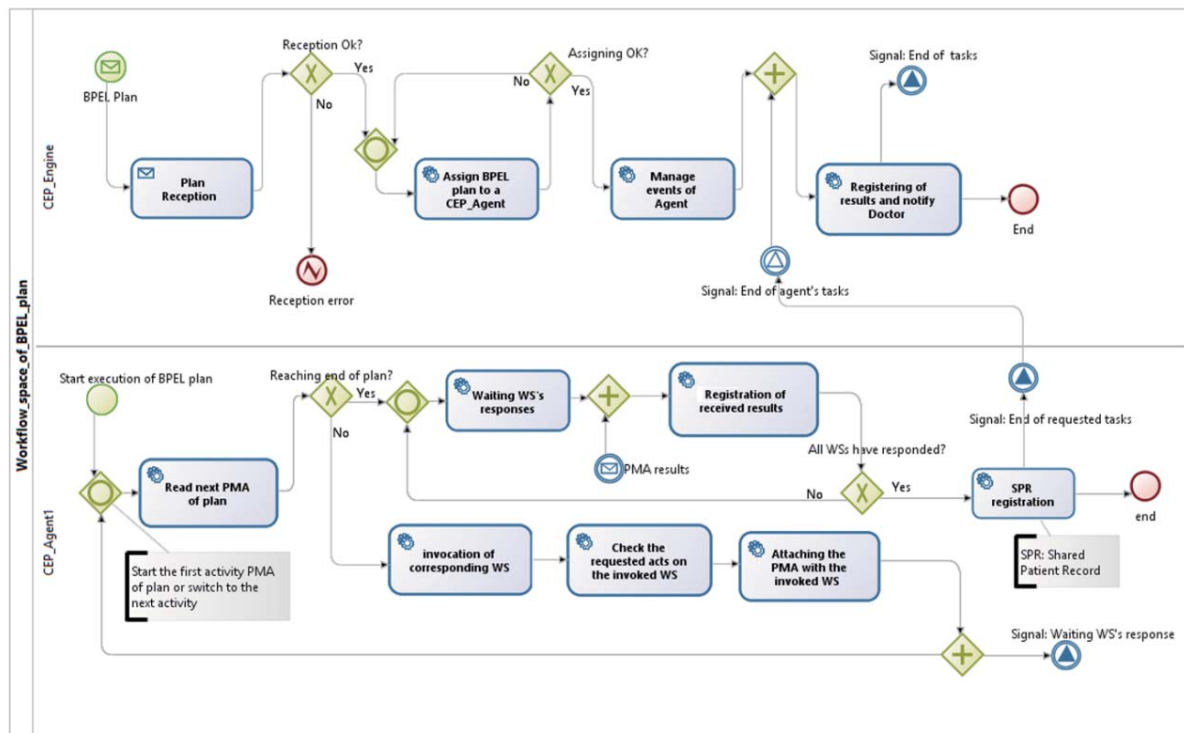 Workflow_space_of_BPEL_plan
CEP_Engine
BPEL Plan
Plan
Reception
Reception Ok?
Yes
No
Reception error
Assign BPEL
plan to a
CEP_Agent
Assigning OK?
No
Yes
Manage
events of
Agent
Signal: End of agent's tasks
Registering of
results and notify
Doctor
Signal: End of  tasks
End
CEP_Agent1
Start execution of BPEL plan
Read next PMA
of plan
Start the first activity PMA
of plan or switch to the
next activity
Reaching end of plan?
Yes
No
Waiting WS's
responses
PMA results
Registration of
received results
All WSs have responded?
No
Yes
SPR
registration
Signal: End of requested tasks
end
SPR: Shared
Patient Record
invocation of
corresponding WS
Check the
requested acts on
the invoked WS
Attaching the
PMA with the
invoked WS
Signal: Waiting WS's response